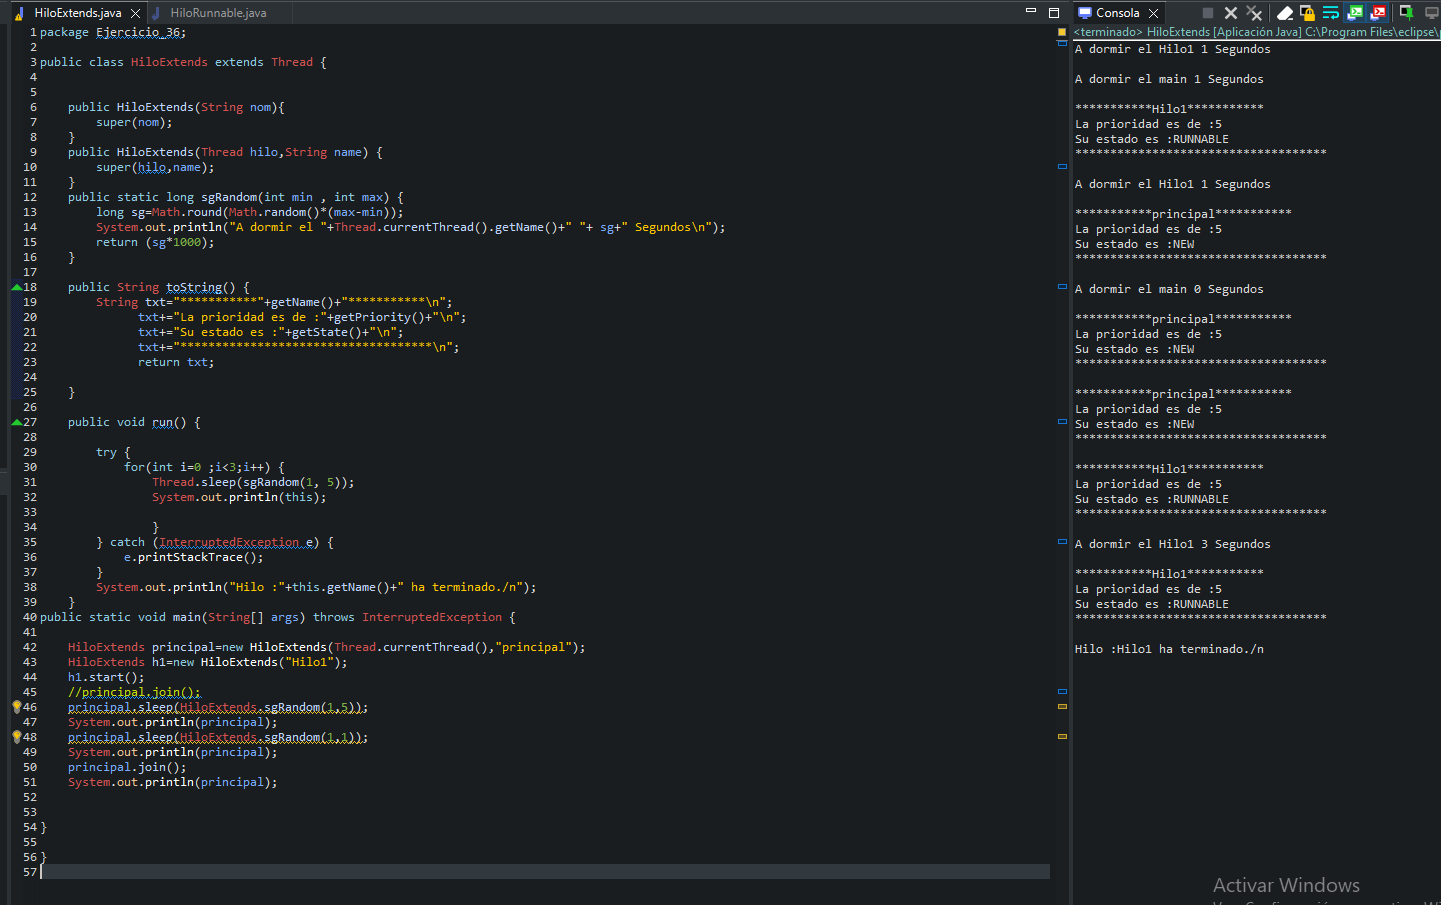 HiloExtends.java
HiloRunnable.java
1 package Ejercicio_36;
2
3 public class HiloExtends extends Thread {
4
5
6     public HiloExtends(String nom){
7         super(nom);
8     }
9     public HiloExtends(Thread hilo,String name) {
10         super(hilo,name);
11     }
12     public static long sgRandom(int min , int max) {
13         long sg=Math.round(Math.random()*(max-min));
14         System.out.println("A dormir el "+Thread.currentThread().getName()+" "+ sg+" Segundos\n");
15         return (sg*1000);
16     }
17
18     public String toString() {
19         String txt="***********"+getName()+"***********\n";
20               txt+="La prioridad es de :"+getPriority()+"\n";
21               txt+="Su estado es :"+getState()+"\n";
22               txt+="************************************\n";
23               return txt;
24
25     }
26
27     public void run() {
28
29         try {
30             for(int i=0 ;i<3;i++) {
31                 Thread.sleep(sgRandom(1, 5));
32                 System.out.println(this);
33
34                 }
35         } catch (InterruptedException e) {
36             e.printStackTrace();
37         }
38         System.out.println("Hilo :"+this.getName()+" ha terminado./n");
39     }
40 public static void main(String[] args) throws InterruptedException {
41
42     HiloExtends principal=new HiloExtends(Thread.currentThread(),"principal");
43     HiloExtends h1=new HiloExtends("Hilo1");
44     h1.start();
45     //principal.join();
46     principal.sleep(HiloExtends.sgRandom(1,5));
47     System.out.println(principal);
48     principal.sleep(HiloExtends.sgRandom(1,1));
49     System.out.println(principal);
50     principal.join();
51     System.out.println(principal);
52
53
54 }
55
56 }
57
Consola
<terminado> HiloExtends [Aplicación Java] C:\Program Files\eclipse\
A dormir el Hilo1 1 Segundos
A dormir el main 1 Segundos
***********Hilo1***********
La prioridad es de :5
Su estado es :RUNNABLE
************************************
A dormir el Hilo1 1 Segundos
***********principal***********
La prioridad es de :5
Su estado es :NEW
************************************
A dormir el main 0 Segundos
***********principal***********
La prioridad es de :5
Su estado es :NEW
************************************
***********principal***********
La prioridad es de :5
Su estado es :NEW
************************************
***********Hilo1***********
La prioridad es de :5
Su estado es :RUNNABLE
************************************
A dormir el Hilo1 3 Segundos
***********Hilo1***********
La prioridad es de :5
Su estado es :RUNNABLE
************************************
Hilo :Hilo1 ha terminado./n
Activar Windows